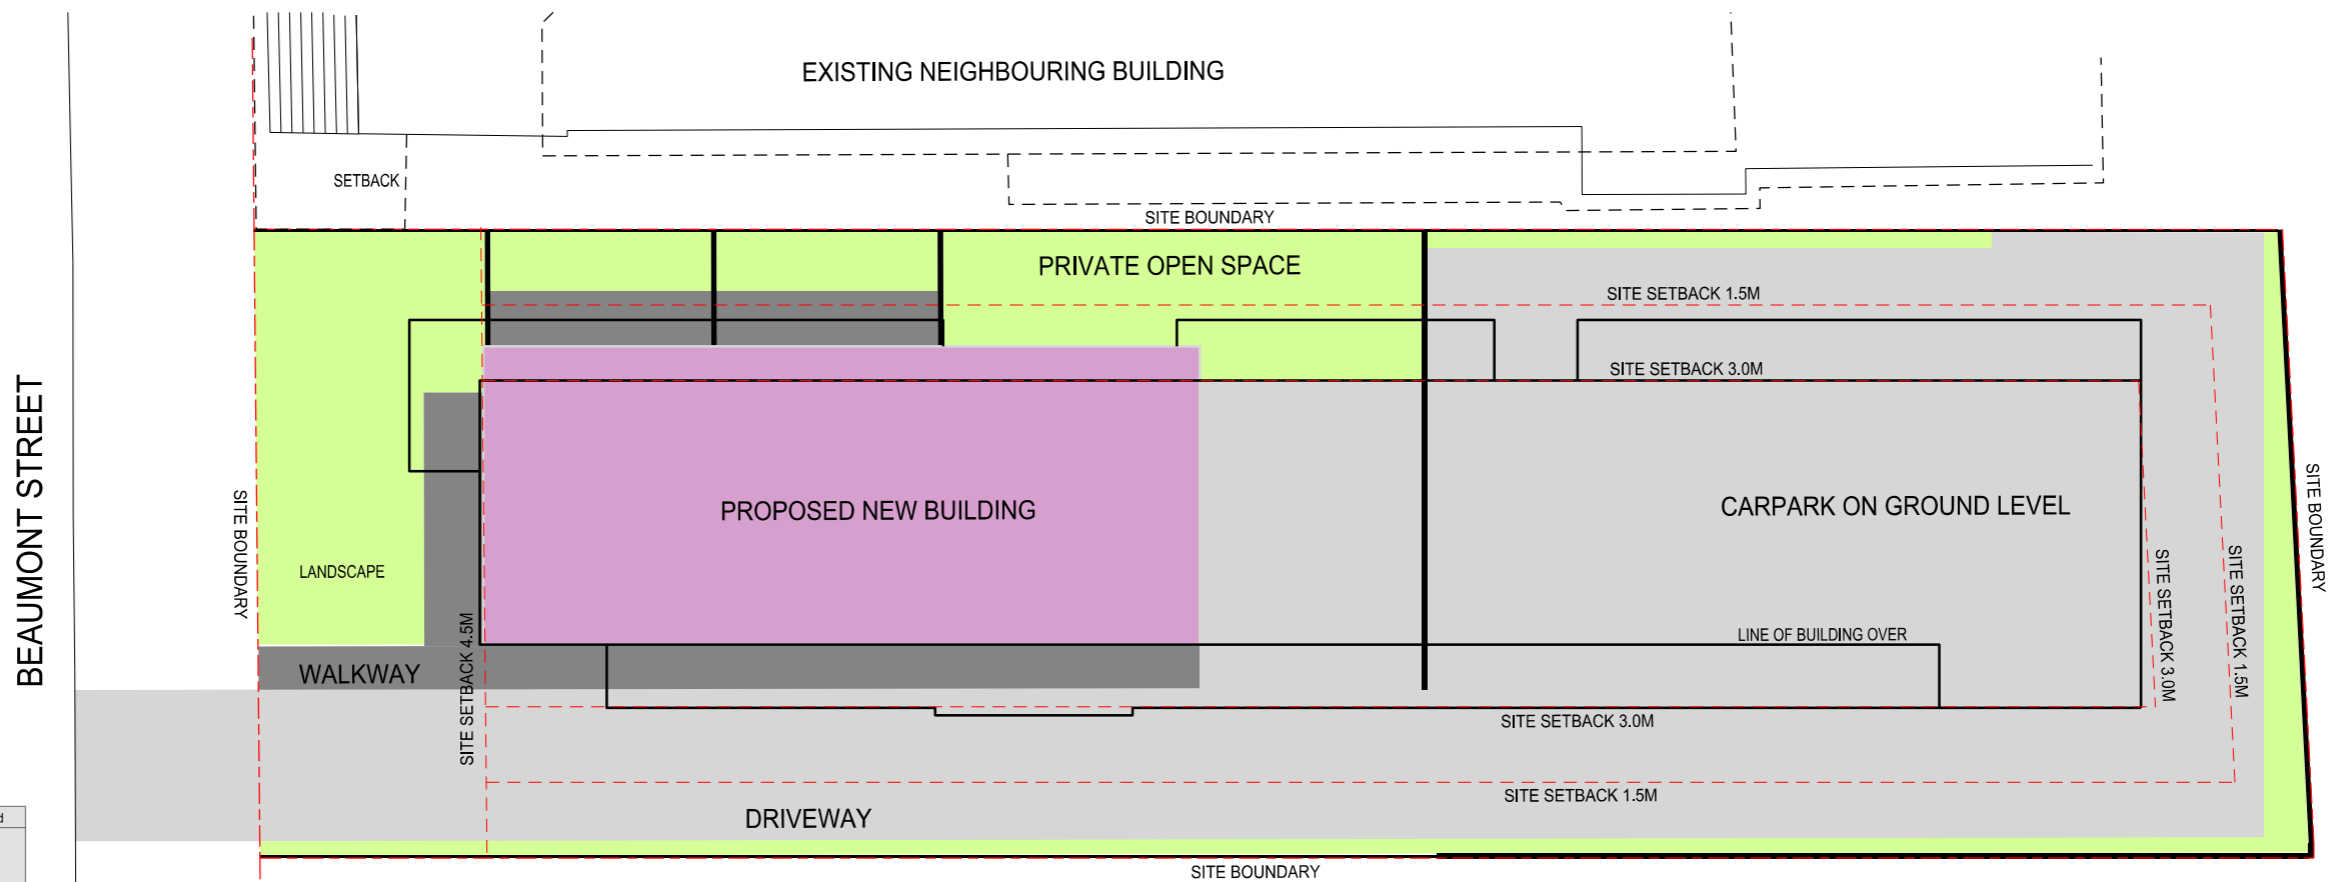 EXISTING NEIGHBOURING BUILDING
SETBACK
SITE BOUNDARY
PRIVATE OPEN SPACE
SITE SETBACK 1.5M
SITE SETBACK 3.0M
BEAUMONT STREET
SITE BOUNDARY
LANDSCAPE
PROPOSED NEW BUILDING
CARPARK ON GROUND LEVEL
SITE BOUNDARY
SITE SETBACK 4.5M
SITE SETBACK 3.0M
SITE SETBACK 1.5M
LINE OF BUILDING OVER
WALKWAY
SITE SETBACK 3.0M
SITE SETBACK 1.5M
DRIVEWAY
SITE BOUNDARY